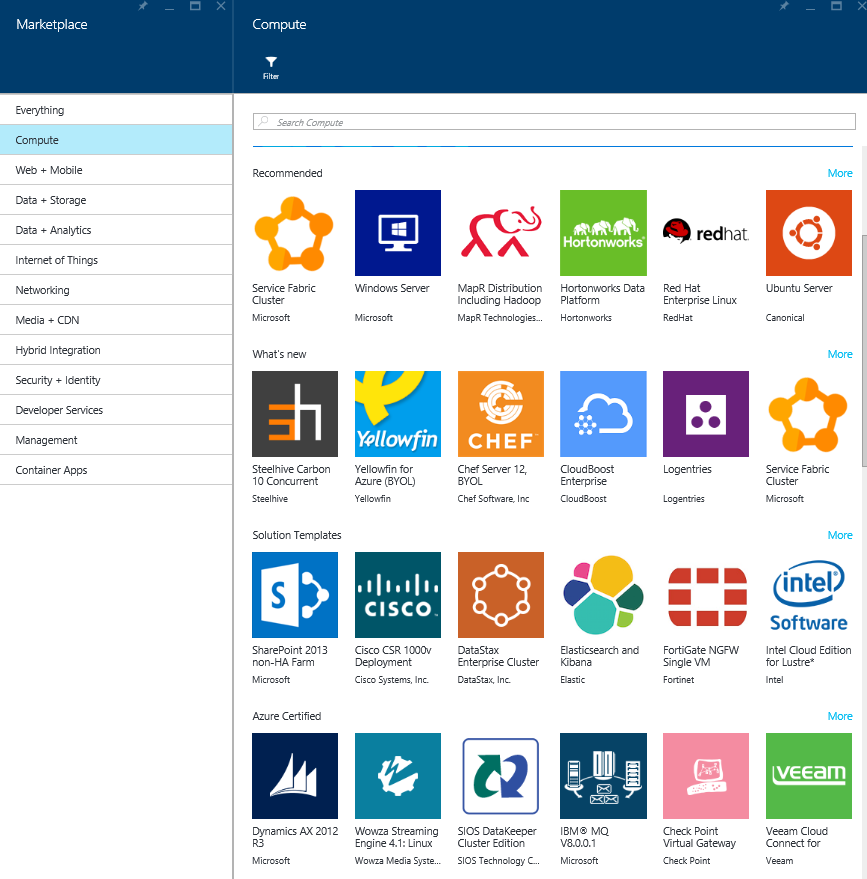 Marketplace
Compute
Filter
Everything
Compute
Web + Mobile
Data + Storage
Data + Analytics
Internet of Things
Networking
Media + CDN
Hybrid Integration
Security + Identity
Developer Services
Management
Container Apps
Search Compute
Recommended
More
Hortonworks
redhat.
Service Fabric
Cluster
Microsoft
Windows Server
Microsoft
MapR Distribution
Including Hadoop
MapR Technologies...
Hortonworks Data
Platform
Hortonworks
Red Hat
Enterprise Linux
RedHat
Ubuntu Server
Canonical
What's new
More
Yellowfin
CHEF
Steelhive Carbon
10 Concurrent
Steelhive
Yellowfin for
Azure (BYOL)
Yellowfin
Chef Server 12,
BYOL
Chef Software, Inc
CloudBoost
Enterprise
CloudBoost
Logentries
Logentries
Service Fabric
Cluster
Microsoft
Solution Templates
More
S
CISCO
intel
Software
SharePoint 2013
non-HA Farm
Microsoft
Cisco CSR 1000v
Deployment
Cisco Systems, Inc.
DataStax
Enterprise Cluster
DataStax, Inc.
Elasticsearch and
Kibana
Elastic
FortiGate NGFW
Single VM
Fortinet
Intel Cloud Edition
for Lustre*
Intel
Azure Certified
More
veeam
Dynamics AX 2012
R3
Microsoft
Wowza Streaming
Engine 4.1: Linux
Wowza Media Syste...
SIOS DataKeeper
Cluster Edition
SIOS Technology C...
IBM® MQ
V8.0.0.1
Microsoft
Check Point
Virtual Gateway
Check Point
Veeam Cloud
Connect for
Veeam